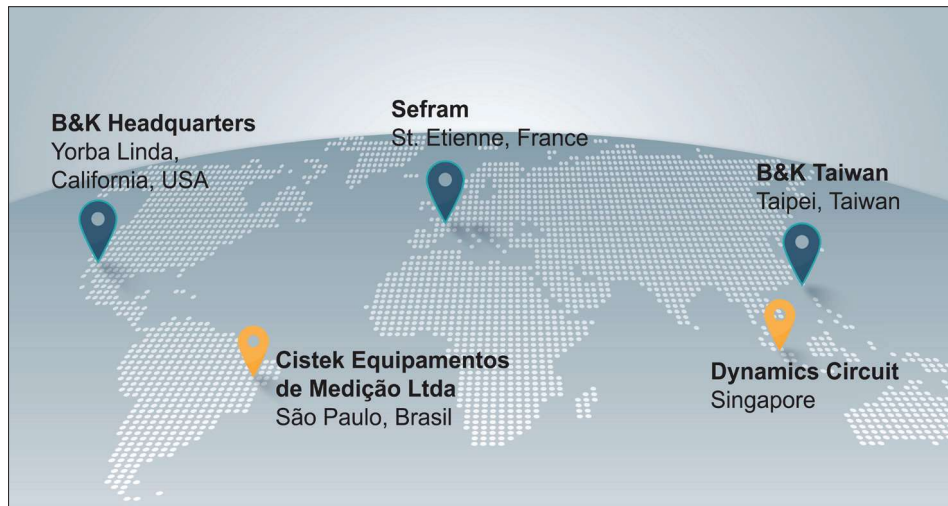 B&K Headquarters
Yorba Linda,
California, USA
Sefram
St. Etienne, France
B&K Taiwan
Taipei, Taiwan
Cistek Equipamentos
de Medição Ltda
São Paulo, Brasil
Dynamics Circuit
Singapore